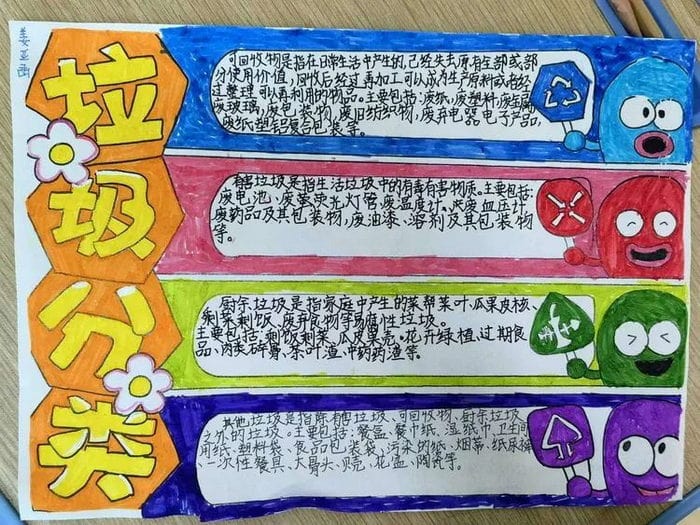 垃圾分类
可回收物是指在日常生活中产生的,已经失去原有全部或部
分使用价值,回收后经过再加工可以成为生产原料或者经
过整理可以再利用的物品。主要包括:废纸,废塑料,废金属,
废玻璃,废包装物,废旧纺织物,废弃电器电子产品,
废纸塑铝复合包装等。
有害垃圾是指生活垃圾中的有毒有害物质。主要包括:
废电池、废荧光灯管,废温度计、废血压计,
废药品及其包装物,废油漆、溶剂及其包装物
等。
厨余垃圾是指家庭中产生的菜帮菜叶、瓜果皮核、
剩菜剩饭、废弃食物等易腐性垃圾。
主要包括:剩饭剩菜、瓜皮果壳。花卉绿植,过期食
品、肉类碎骨、茶叶渣、中药药渣等。
其他垃圾是指除有害垃圾、可回收物、厨余垃圾
之外的垃圾。主要包括:餐盒、餐巾纸、湿纸巾、卫生间
用纸、塑料袋、食品包装袋、污染的纸、烟蒂、纸尿裤、
一次性餐具、大骨头、贝壳、花盆、陶瓷等。